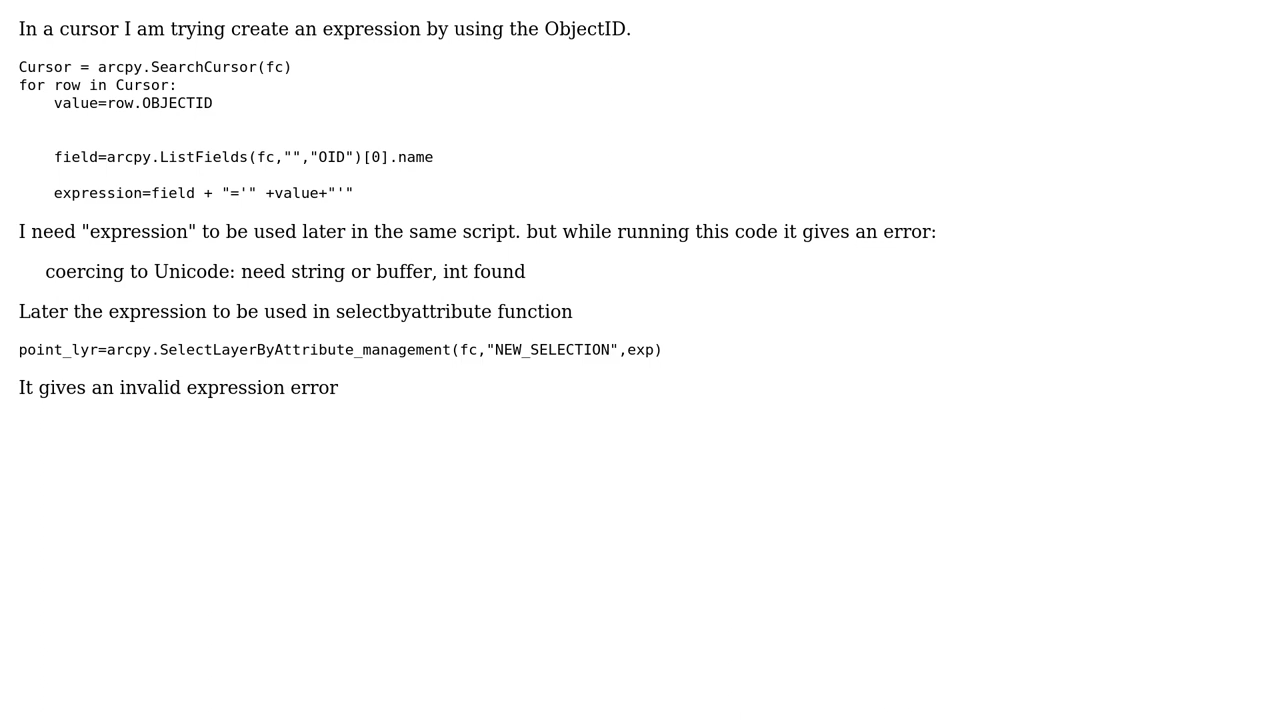 In a cursor I am trying create an expression by using the ObjectID.
Cursor = arcpy.SearchCursor(fc)
for row in Cursor:
    value=row.OBJECTID
    field=arcpy.ListFields(fc,"","OID")[0].name
    expression=field + "='" +value+"'"
I need "expression" to be used later in the same script. but while running this code it gives an error:
coercing to Unicode: need string or buffer, int found
Later the expression to be used in selectbyattribute function
point_lyr=arcpy.SelectLayerByAttribute_management(fc,"NEW_SELECTION",exp)
It gives an invalid expression error